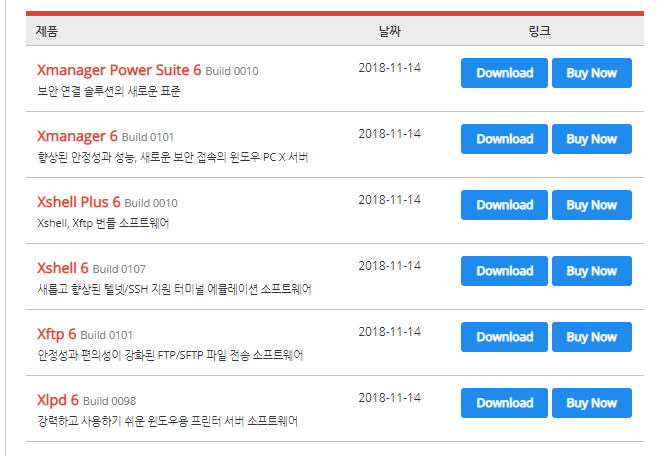 제품 날짜 링크
Xmanager Power Suite 6 Build 0010 2018-11-14 Download Buy Now
보안 연결 솔루션의 새로운 표준
Xmanager 6 Build 0101 2018-11-14 Download Buy Now
향상된 안정성과 성능, 새로운 보안 접속의 윈도우 PC X 서버
Xshell Plus 6 Build 0010 2018-11-14 Download Buy Now
Xshell, Xftp 번들 소프트웨어
Xshell 6 Build 0107 2018-11-14 Download Buy Now
새롭고 향상된 텔넷/SSH 지원 터미널 에뮬레이션 소프트웨어
Xftp 6 Build 0101 2018-11-14 Download Buy Now
안정성과 편의성이 강화된 FTP/SFTP 파일 전송 소프트웨어
Xlpd 6 Build 0098 2018-11-14 Download Buy Now
강력하고 사용하기 쉬운 윈도우용 프린터 서버 소프트웨어